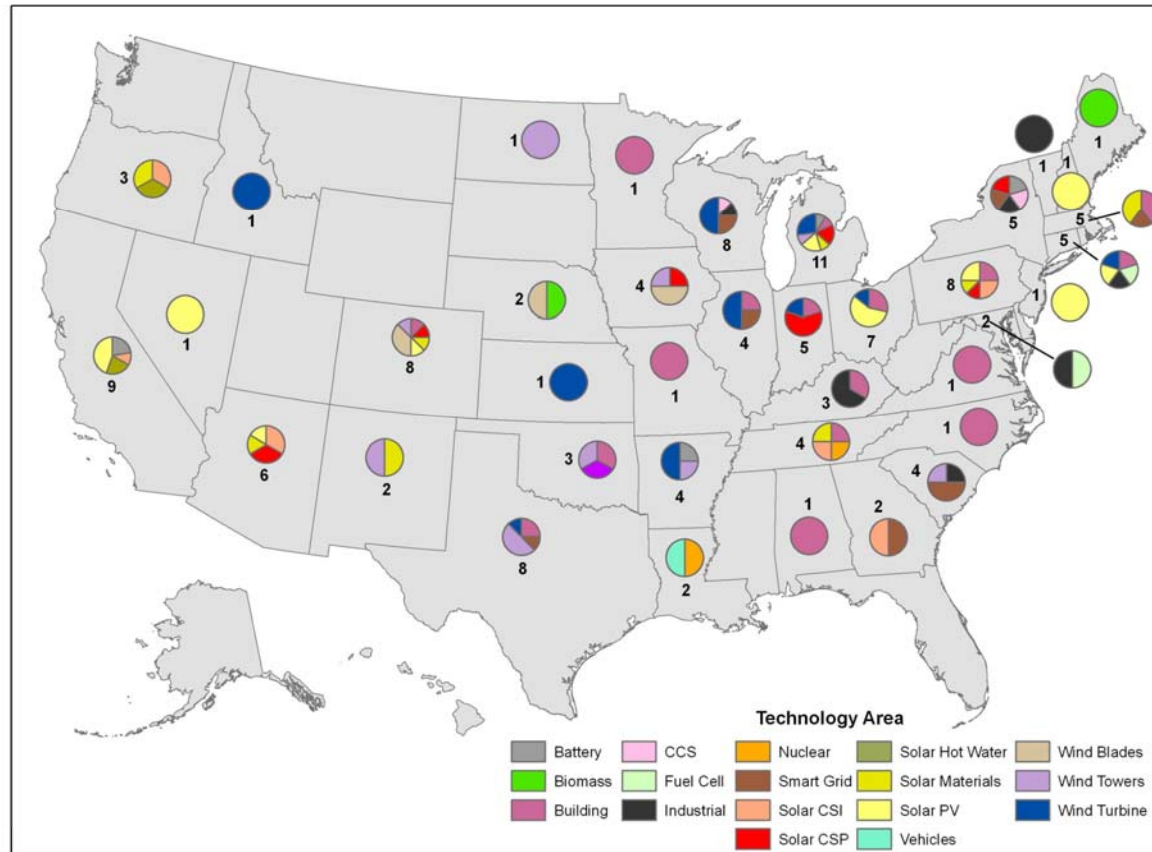 1
1
1
1
1
1
3
1
5
5
8
11
5
4
2
8
1
1
8
2
9
4
5
7
1
1
3
1
6
2
3
4
4
1
4
1
2
8
2
Technology Area
Battery
CCS
Nuclear
Solar Hot Water
Wind Blades
Biomass
Fuel Cell
Smart Grid
Solar Materials
Wind Towers
Building
Industrial
Solar CSI
Solar PV
Wind Turbine
Solar CSP
Vehicles